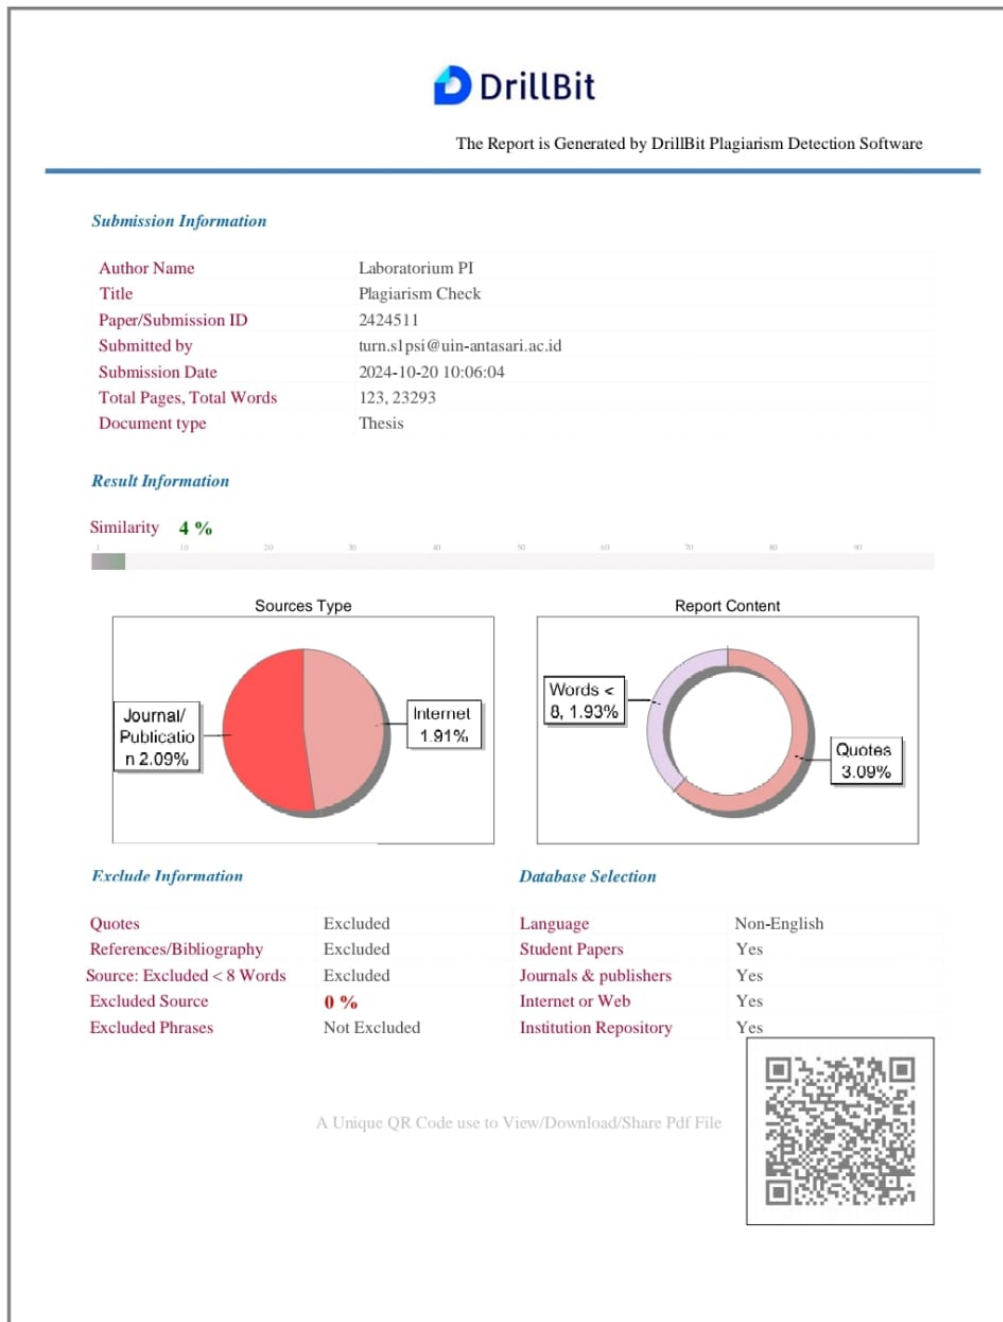 DrillBit
The Report is Generated by DrillBit Plagiarism Detection Software
Submission Information
Author Name Laboratorium PI
Title Plagiarism Check
Paper/Submission ID 2424511
Submitted by turn.s1psi@uin-antasari.ac.id
Submission Date 2024-10-20 10:06:04
Total Pages, Total Words 123, 23293
Document type Thesis
Result Information
Similarity 4 %
1 10 20 30 40 50 60 70 80 90
Sources Type
Journal/
Publicatio
n 2.09%
Internet
1.91%
Report Content
Words <
8, 1.93%
Quotes
3.09%
Exclude Information
Quotes Excluded
References/Bibliography Excluded
Source: Excluded < 8 Words Excluded
Excluded Source 0 %
Excluded Phrases Not Excluded
Database Selection
Language Non-English
Student Papers Yes
Journals & publishers Yes
Internet or Web Yes
Institution Repository Yes
A Unique QR Code use to View/Download/Share Pdf File